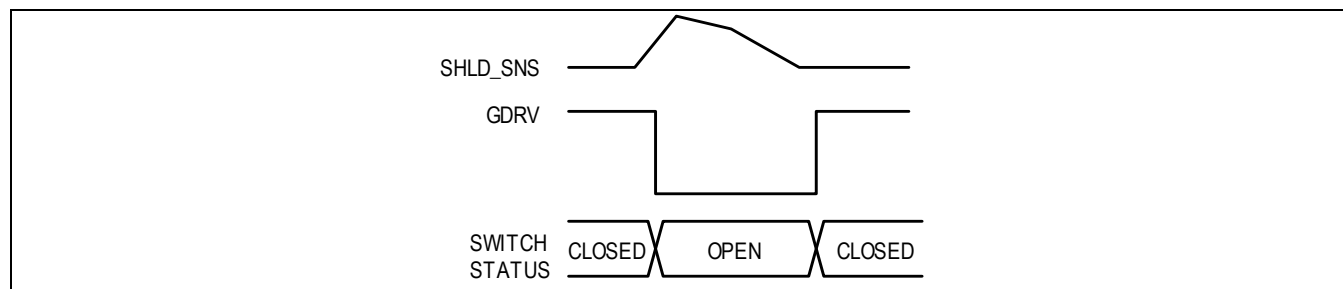 SHLD_SNS
GDRV
SWITCH
STATUS
CLOSED
OPEN
CLOSED